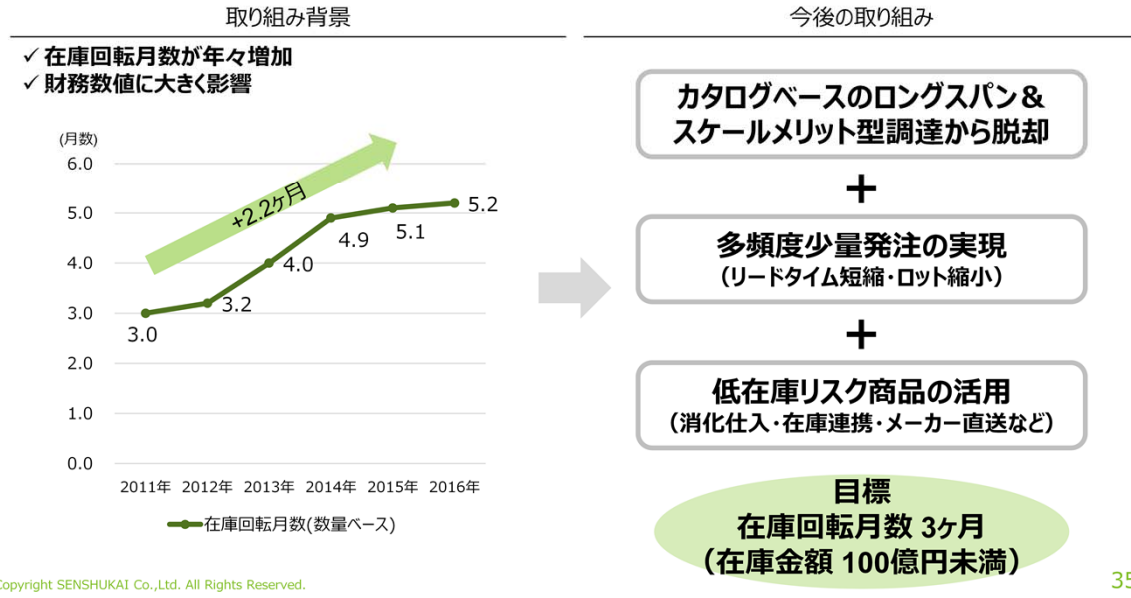 取り組み背景
✓ 在庫回転月数が年々増加
✓ 財務数値に大きく影響
(月数)
6.0
5.0
4.0
3.0
2.0
1.0
0.0
+2.2ケ月
3.0
3.2
4.0
4.9
5.1
5.2
2011年 2012年 2013年 2014年 2015年 2016年
在庫回転月数(数量ベース)
今後の取り組み
カタログベースのロングスパン&
スケールメリット型調達から脱却
+
多頻度少量発注の実現
(リードタイム短縮・ロット縮小)
+
低在庫リスク商品の活用
(消化仕入・在庫連携・メーカー直送など)
目標
在庫回転月数 3ヶ月
(在庫金額 100億円未満)
Copyright SENSHUKAI Co.,Ltd. All Rights Reserved.
35